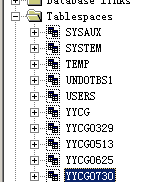 Database links
Tablespaces
SYSAUX
SYSTEM
TEMP
UNDOTBS1
USERS
YYCG
YYCG0329
YYCG0513
YYCG0625
YYCG0730